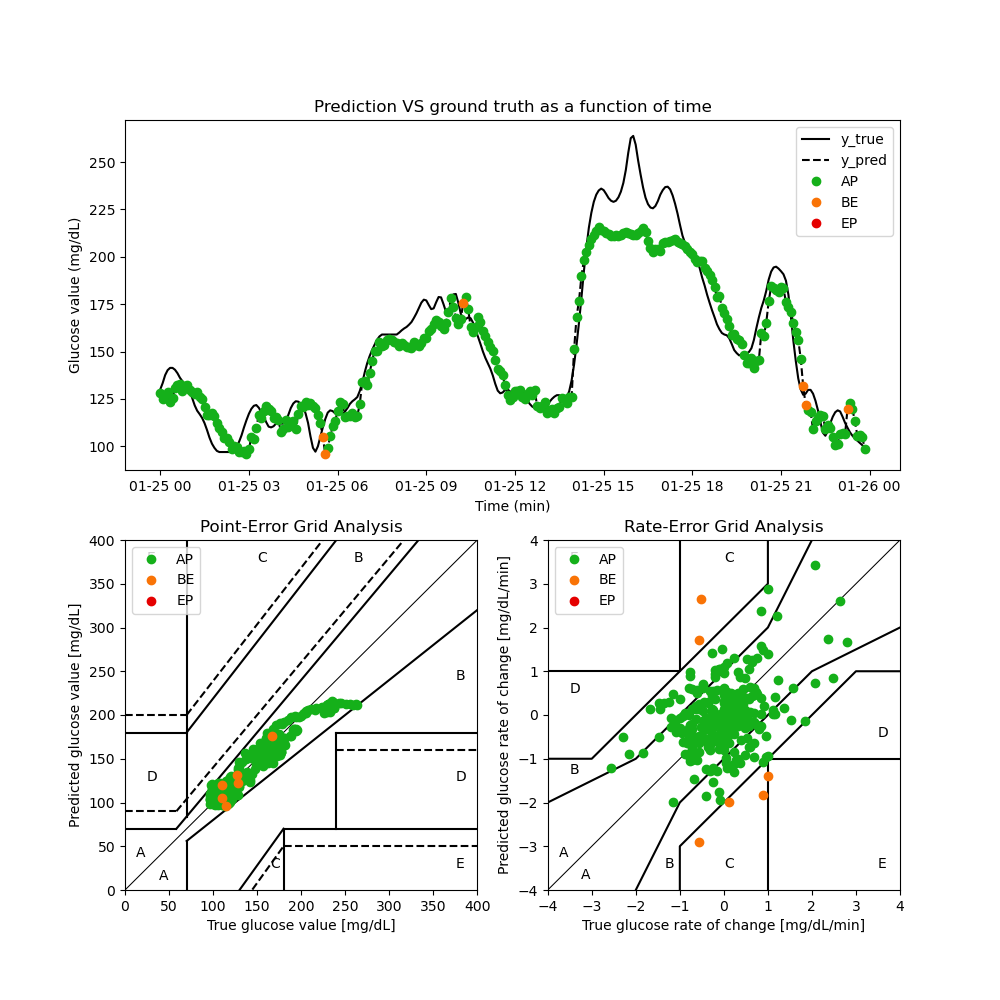 Prediction VS ground truth as a function of time
Glucose value (mg/dL)
250
225
200
175
150
125
100
y_true
y_pred
AP
BE
EP
01-25 00 01-25 03 01-25 06 01-25 09 01-25 12 01-25 15 01-25 18 01-25 21 01-26 00
Time (min)
Point-Error Grid Analysis
Predicted glucose value [mg/dL]
400
350
300
250
200
150
100
50
0
AP
BE
EP
C
B
B
D
D
A
A
C
E
0 50 100 150 200 250 300 350 400
True glucose value [mg/dL]
Rate-Error Grid Analysis
Predicted glucose rate of change [mg/dL/min]
4
3
2
1
0
−1
−2
−3
−4
AP
BE
EP
C
D
D
B
A
A
B
C
E
−4 −3 −2 −1 0 1 2 3 4
True glucose rate of change [mg/dL/min]